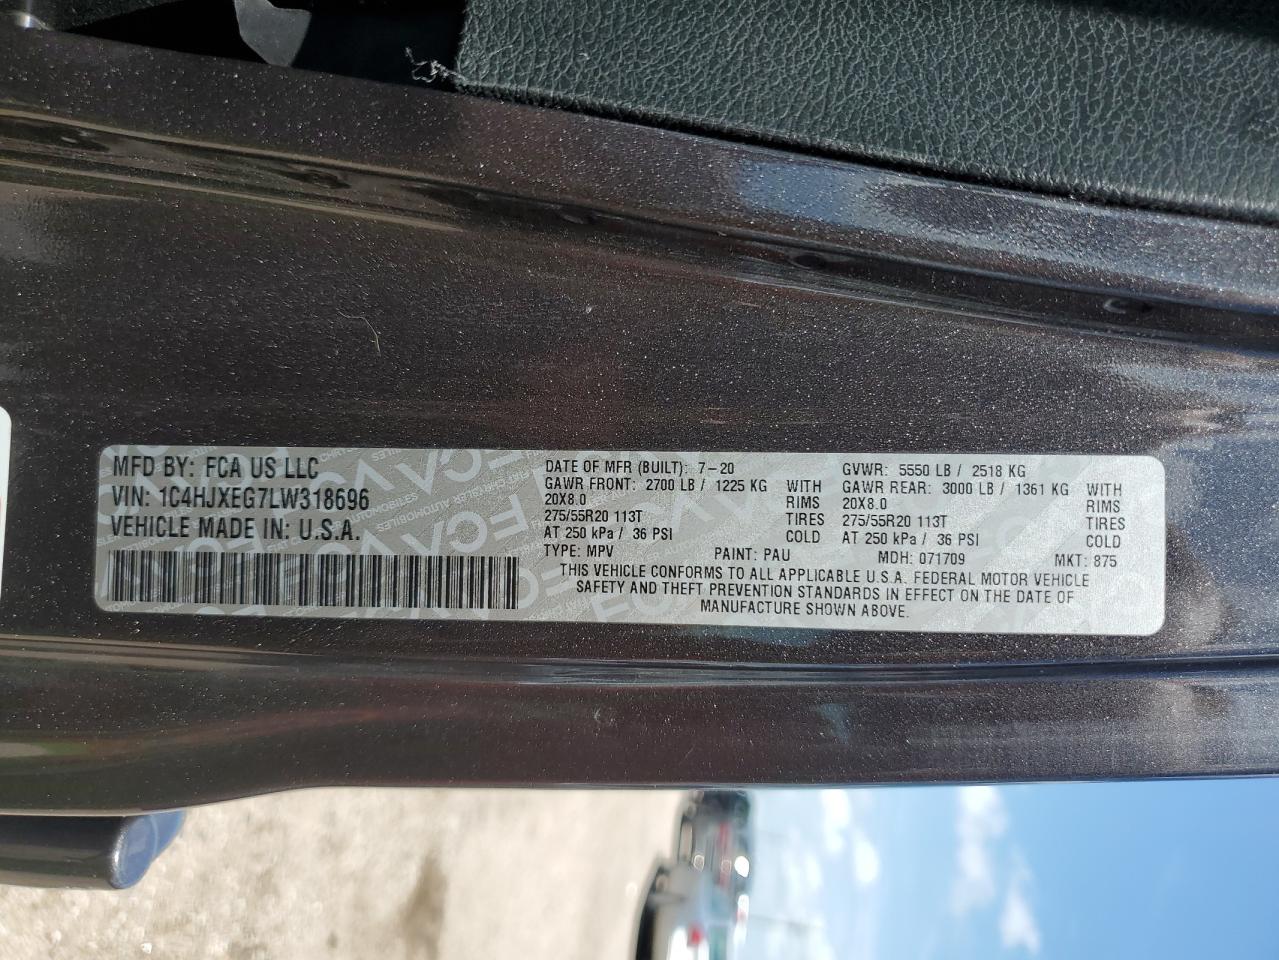 MFD BY: FCA US LLC
VIN: 1C4HJXEG7LW318696
VEHICLE MADE IN: U.S.A.
DATE OF MFR (BUILT): 7-20
GAWR FRONT: 2700 LB / 1225 KG WITH
20X8.0 RIMS
275/55R20 113T TIRES
AT 250 kPa / 36 PSI COLD
GVWR: 5550 LB / 2518 KG
GAWR REAR: 3000 LB / 1361 KG WITH
20X8.0 RIMS
275/55R20 113T TIRES
AT 250 kPa / 36 PSI COLD
TYPE: MPV PAINT: PAU MDH: 071709 MKT: 875
THIS VEHICLE CONFORMS TO ALL APPLICABLE U.S.A. FEDERAL MOTOR VEHICLE
SAFETY AND THEFT PREVENTION STANDARDS IN EFFECT ON THE DATE OF
MANUFACTURE SHOWN ABOVE.